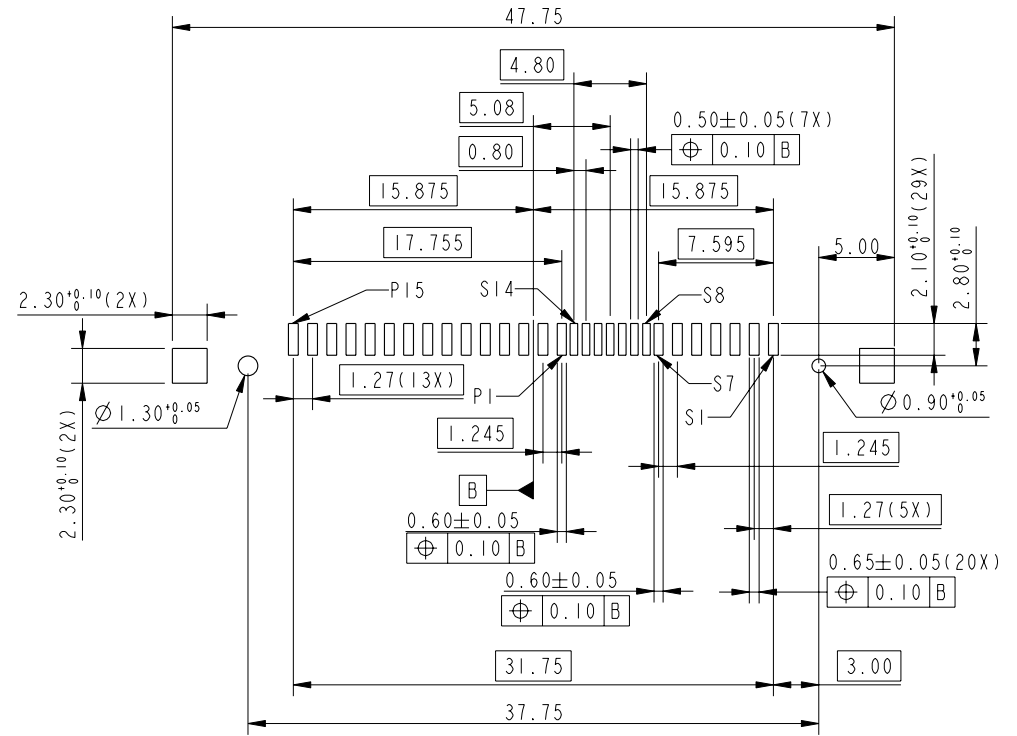 47.75
4.80
5.08
0.50±0.05(7X)
⌖ 0.10 B
0.80
15.875
15.875
2.10+0.10 0(29X)
2.80+0.10 0
17.755
7.595
5.00
2.30+0.10 0(2X)
P15
S14
S8
1.27(13X)
P1
S7
S1
Ø1.30+0.05 0
Ø0.90+0.05 0
2.30+0.10 0(2X)
1.245
1.245
B
1.27(5X)
0.60±0.05
⌖ 0.10 B
0.65±0.05(20X)
⌖ 0.10 B
0.60±0.05
⌖ 0.10 B
31.75
3.00
37.75